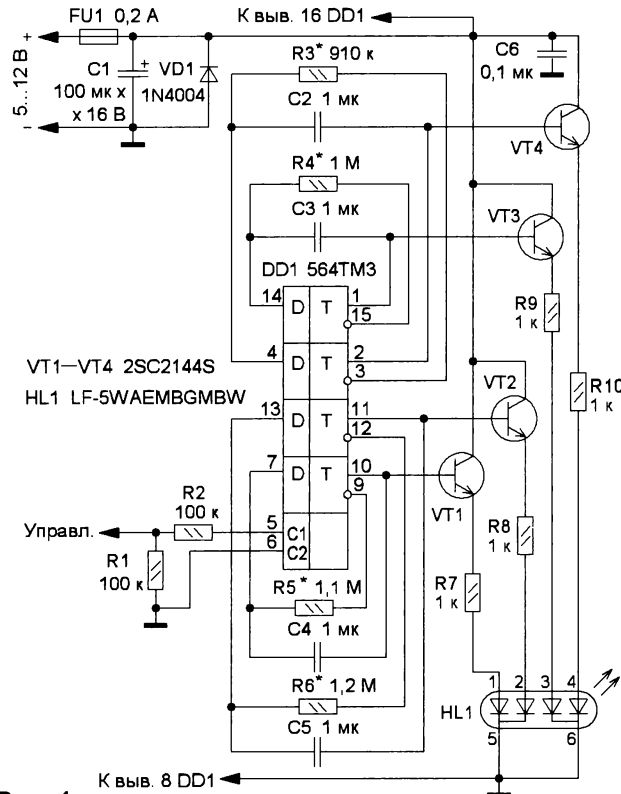 К выв. 16 DD1
FU1 0,2 А
+
5...12 В
−
C1
100 мк х
х 16 В
+
VD1
1N4004
R3* 910 к
C2 1 мк
R4* 1 М
C3 1 мк
C6
0,1 мк
VT4
VT3
DD1 564ТМ3
14 D T 1
15
4 D T 2
3
13 D T 11
12
7 D T 10
9
5 C1
6 C2
VT1—VT4 2SC2144S
HL1 LF-5WAEMBGMBW
R9
1 к
R10
1 к
VT2
VT1
R2
100 к
Управл.
R1
100 к
R8
1 к
R7
1 к
R5* 1,1 М
C4 1 мк
R6* 1,2 М
C5 1 мк
1 2 3 4
HL1
5 6
К выв. 8 DD1